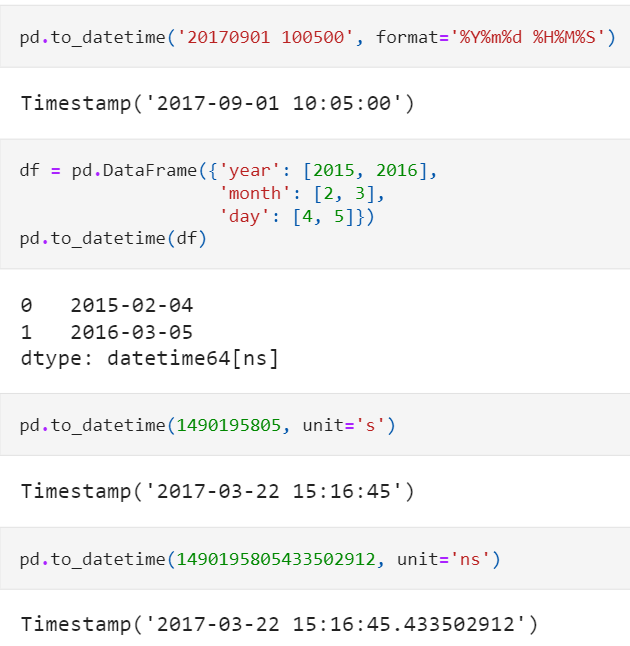 pd.to_datetime('20170901 100500', format='%Y%m%d %H%M%S')
Timestamp('2017-09-01 10:05:00')
df = pd.DataFrame({'year': [2015, 2016],
                   'month': [2, 3],
                   'day': [4, 5]})
pd.to_datetime(df)
0   2015-02-04
1   2016-03-05
dtype: datetime64[ns]
pd.to_datetime(1490195805, unit='s')
Timestamp('2017-03-22 15:16:45')
pd.to_datetime(1490195805433502912, unit='ns')
Timestamp('2017-03-22 15:16:45.433502912')